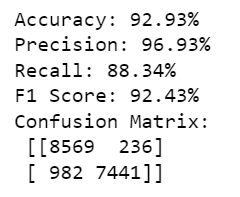 Accuracy: 92.93%
Precision: 96.93%
Recall: 88.34%
F1 Score: 92.43%
Confusion Matrix:
[[8569  236]
[ 982 7441]]